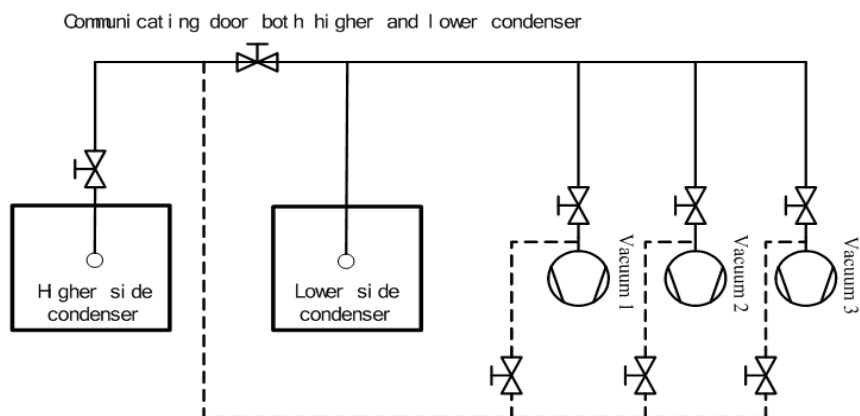 Communicating door both higher and lower condenser
Higher side
condenser
Lower side
condenser
Vacuum 1
Vacuum 2
Vacuum 3